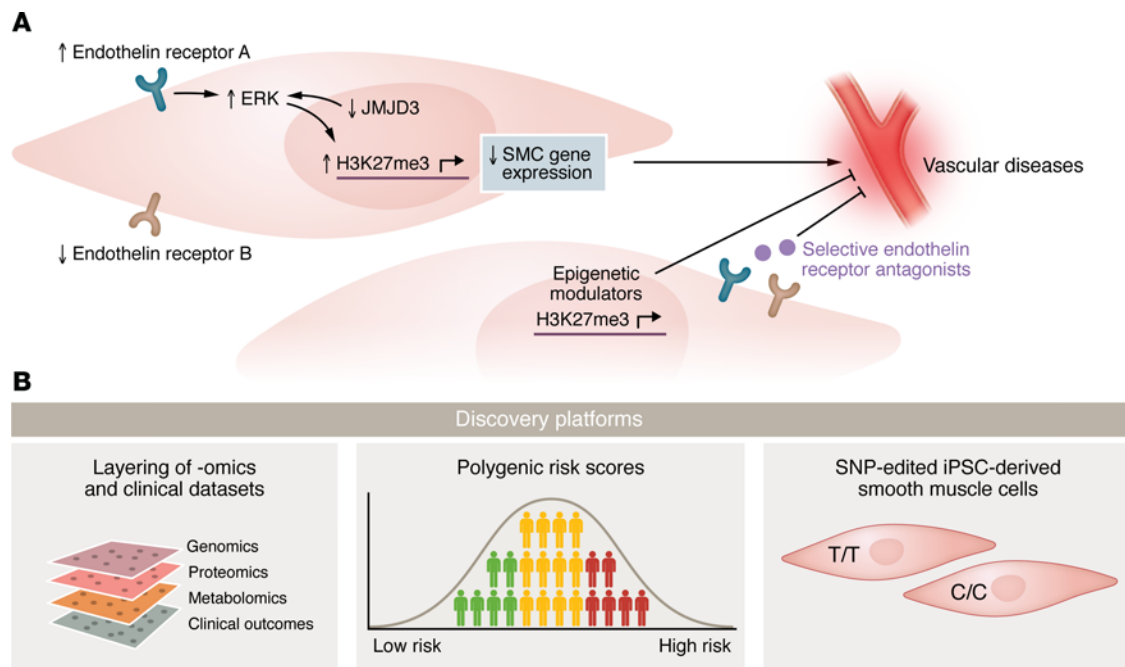 A
↑ Endothelin receptor A
↑ ERK
↓ JMJD3
↑ H3K27me3
↓ SMC gene
expression
Vascular diseases
↓ Endothelin receptor B
Selective endothelin
receptor antagonists
Epigenetic
modulators
H3K27me3
B
Discovery platforms
Layering of -omics
and clinical datasets
Genomics
Proteomics
Metabolomics
Clinical outcomes
Polygenic risk scores
Low risk
High risk
SNP-edited iPSC-derived
smooth muscle cells
T/T
C/C